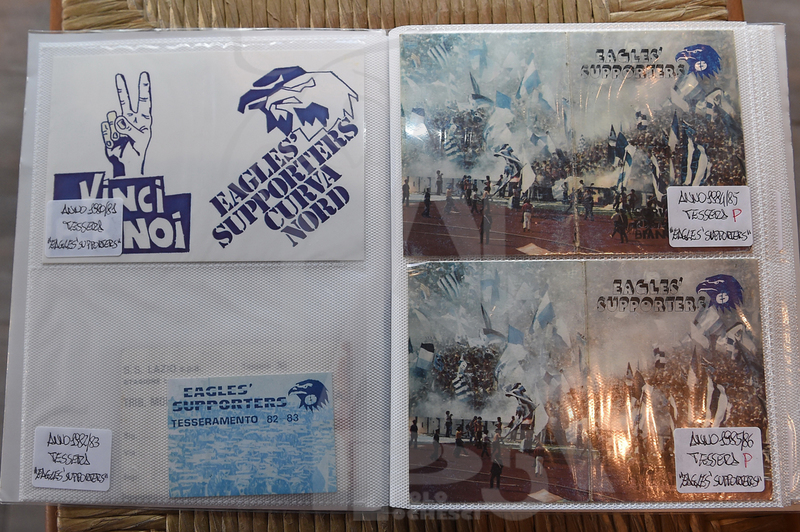 Vinci
NOI
ANNO 1980/81
TESSERA
"EAGLES' SUPPORTERS"
EAGLES'
SUPPORTERS
CURVA
NORD
EAGLES'
SUPPORTERS
ANNO 1984/85
TESSERA P
"EAGLES' SUPPORTERS"
S.S. LAZIO s.p.a.
EAGLES'
SUPPORTERS
TESSERAMENTO 82 83
ANNO 1982/83
TESSERA
"EAGLES' SUPPORTERS"
EAGLES'
SUPPORTERS
ANNO 1985/86
TESSERA P
"EAGLES' SUPPORTERS"